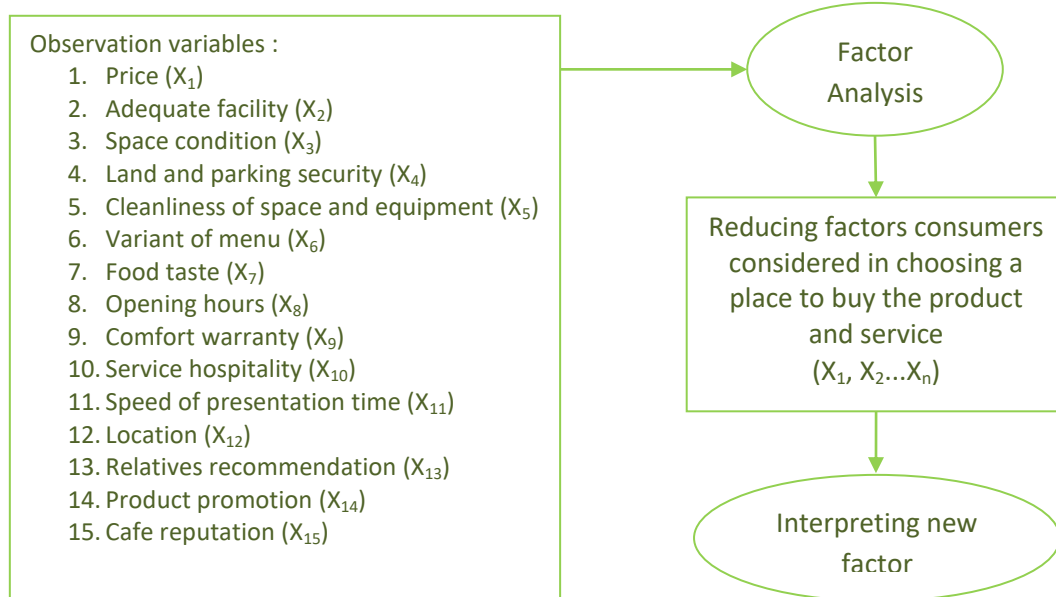 Observation variables :
1. Price (X₁)
2. Adequate facility (X₂)
3. Space condition (X₃)
4. Land and parking security (X₄)
5. Cleanliness of space and equipment (X₅)
6. Variant of menu (X₆)
7. Food taste (X₇)
8. Opening hours (X₈)
9. Comfort warranty (X₉)
10. Service hospitality (X₁₀)
11. Speed of presentation time (X₁₁)
12. Location (X₁₂)
13. Relatives recommendation (X₁₃)
14. Product promotion (X₁₄)
15. Cafe reputation (X₁₅)
Factor
Analysis
Reducing factors consumers
considered in choosing a
place to buy the product
and service
(X₁, X₂...Xₙ)
Interpreting new
factor